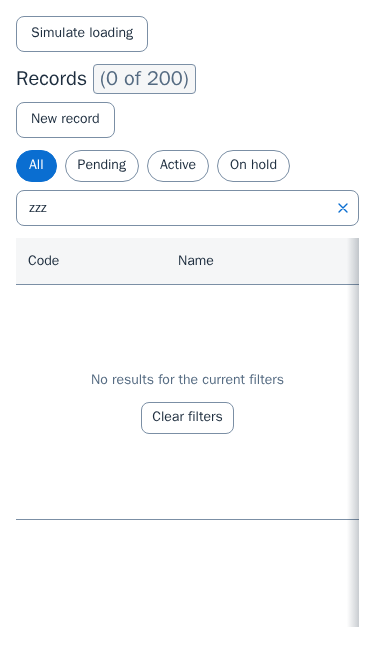 Simulate loading
Records (0 of 200)
New record
All Pending Active On hold
zzz
Code Name
No results for the current filters
Clear filters